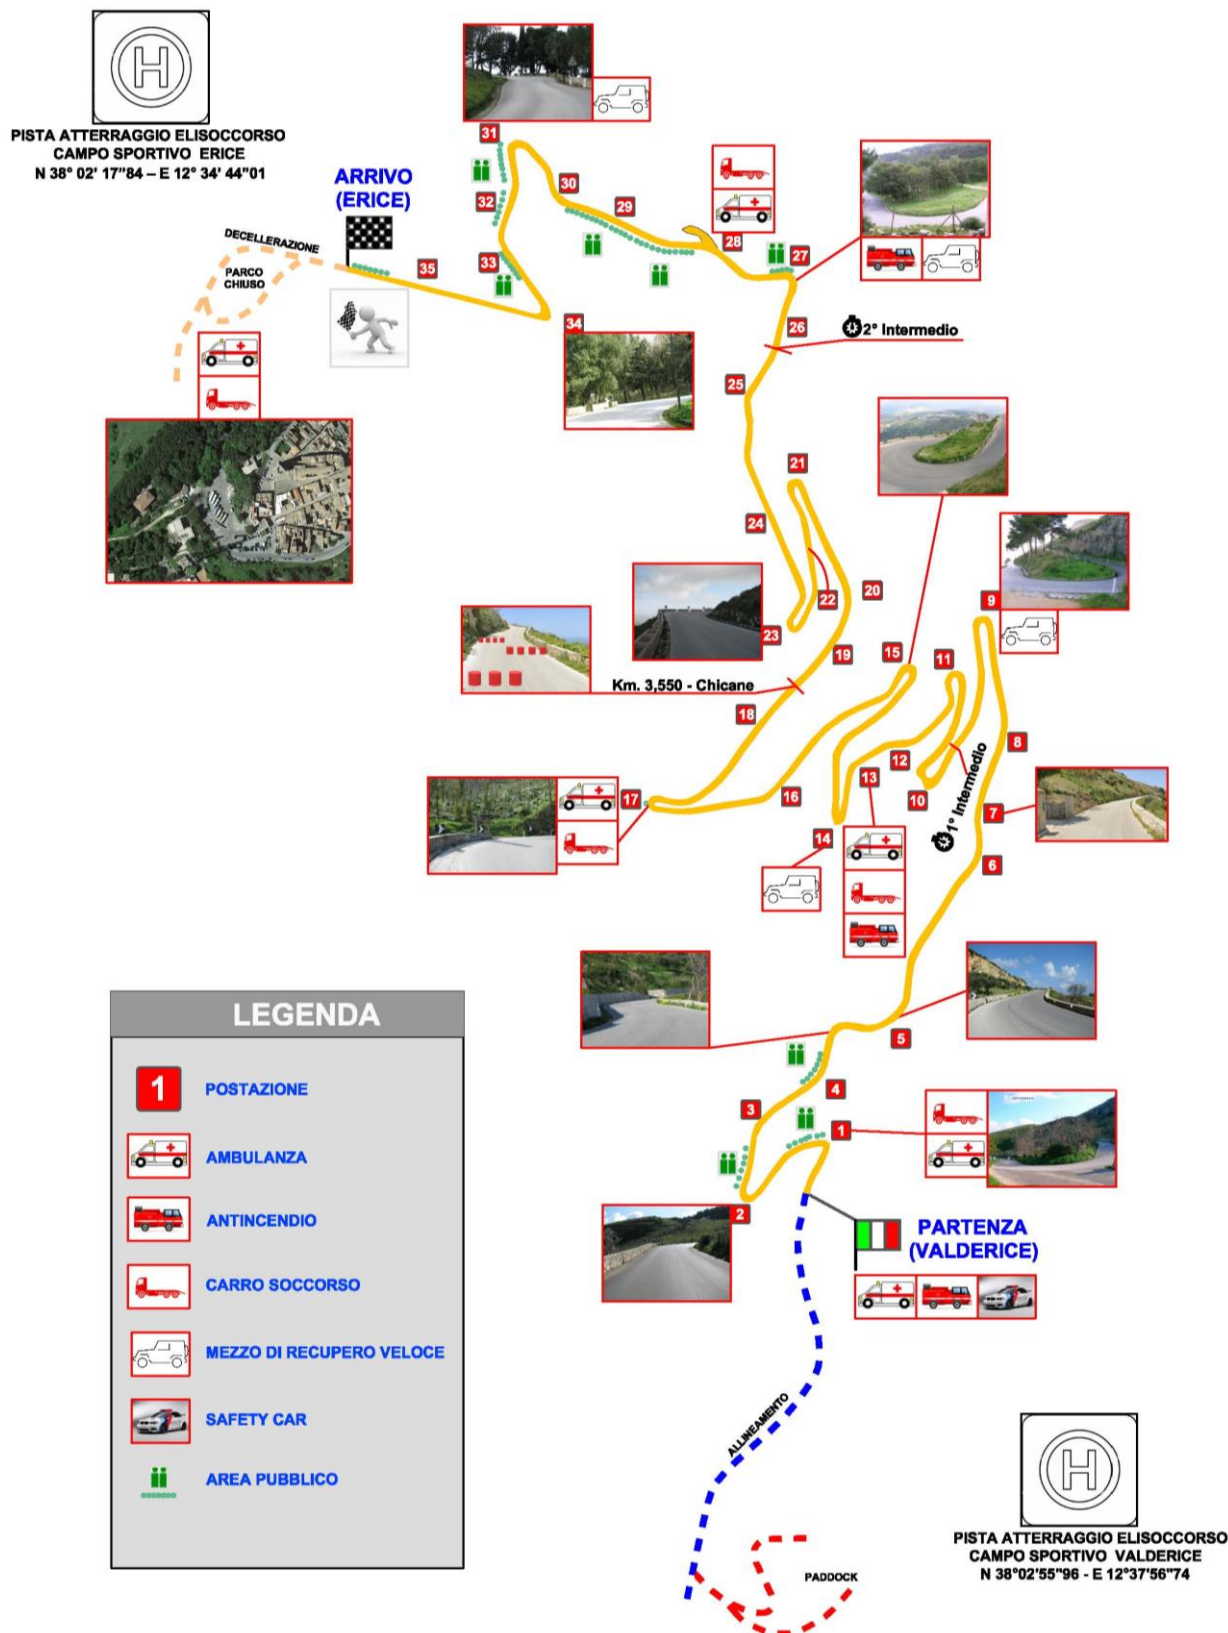 H
PISTA ATTERRAGGIO ELISOCCORSO
CAMPO SPORTIVO ERICE
N 38° 02' 17"84 – E 12° 34' 44"01
ARRIVO
(ERICE)
DECELLERAZIONE
PARCO
CHIUSO
31
30
32
29
28
27
33
35
34
26
2° Intermedio
25
21
24
22
20
23
19
15
11
9
Km. 3,550 - Chicane
18
8
12
13
17
16
10
1° Intermedio
7
14
6
5
4
3
1
2
PARTENZA
(VALDERICE)
ALLINEAMENTO
PADDOCK
LEGENDA
1
POSTAZIONE
AMBULANZA
ANTINCENDIO
CARRO SOCCORSO
MEZZO DI RECUPERO VELOCE
SAFETY CAR
AREA PUBBLICO
H
PISTA ATTERRAGGIO ELISOCCORSO
CAMPO SPORTIVO VALDERICE
N 38°02'55"96 - E 12°37'56"74